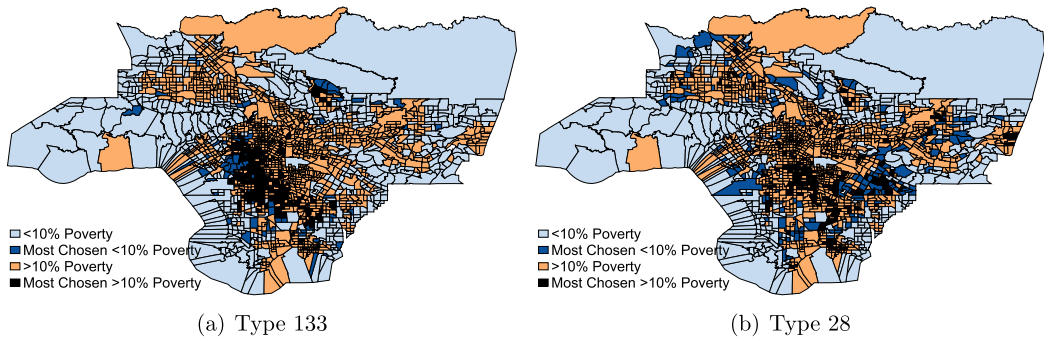 <10% Poverty
Most Chosen <10% Poverty
>10% Poverty
Most Chosen >10% Poverty
(a) Type 133
<10% Poverty
Most Chosen <10% Poverty
>10% Poverty
Most Chosen >10% Poverty
(b) Type 28